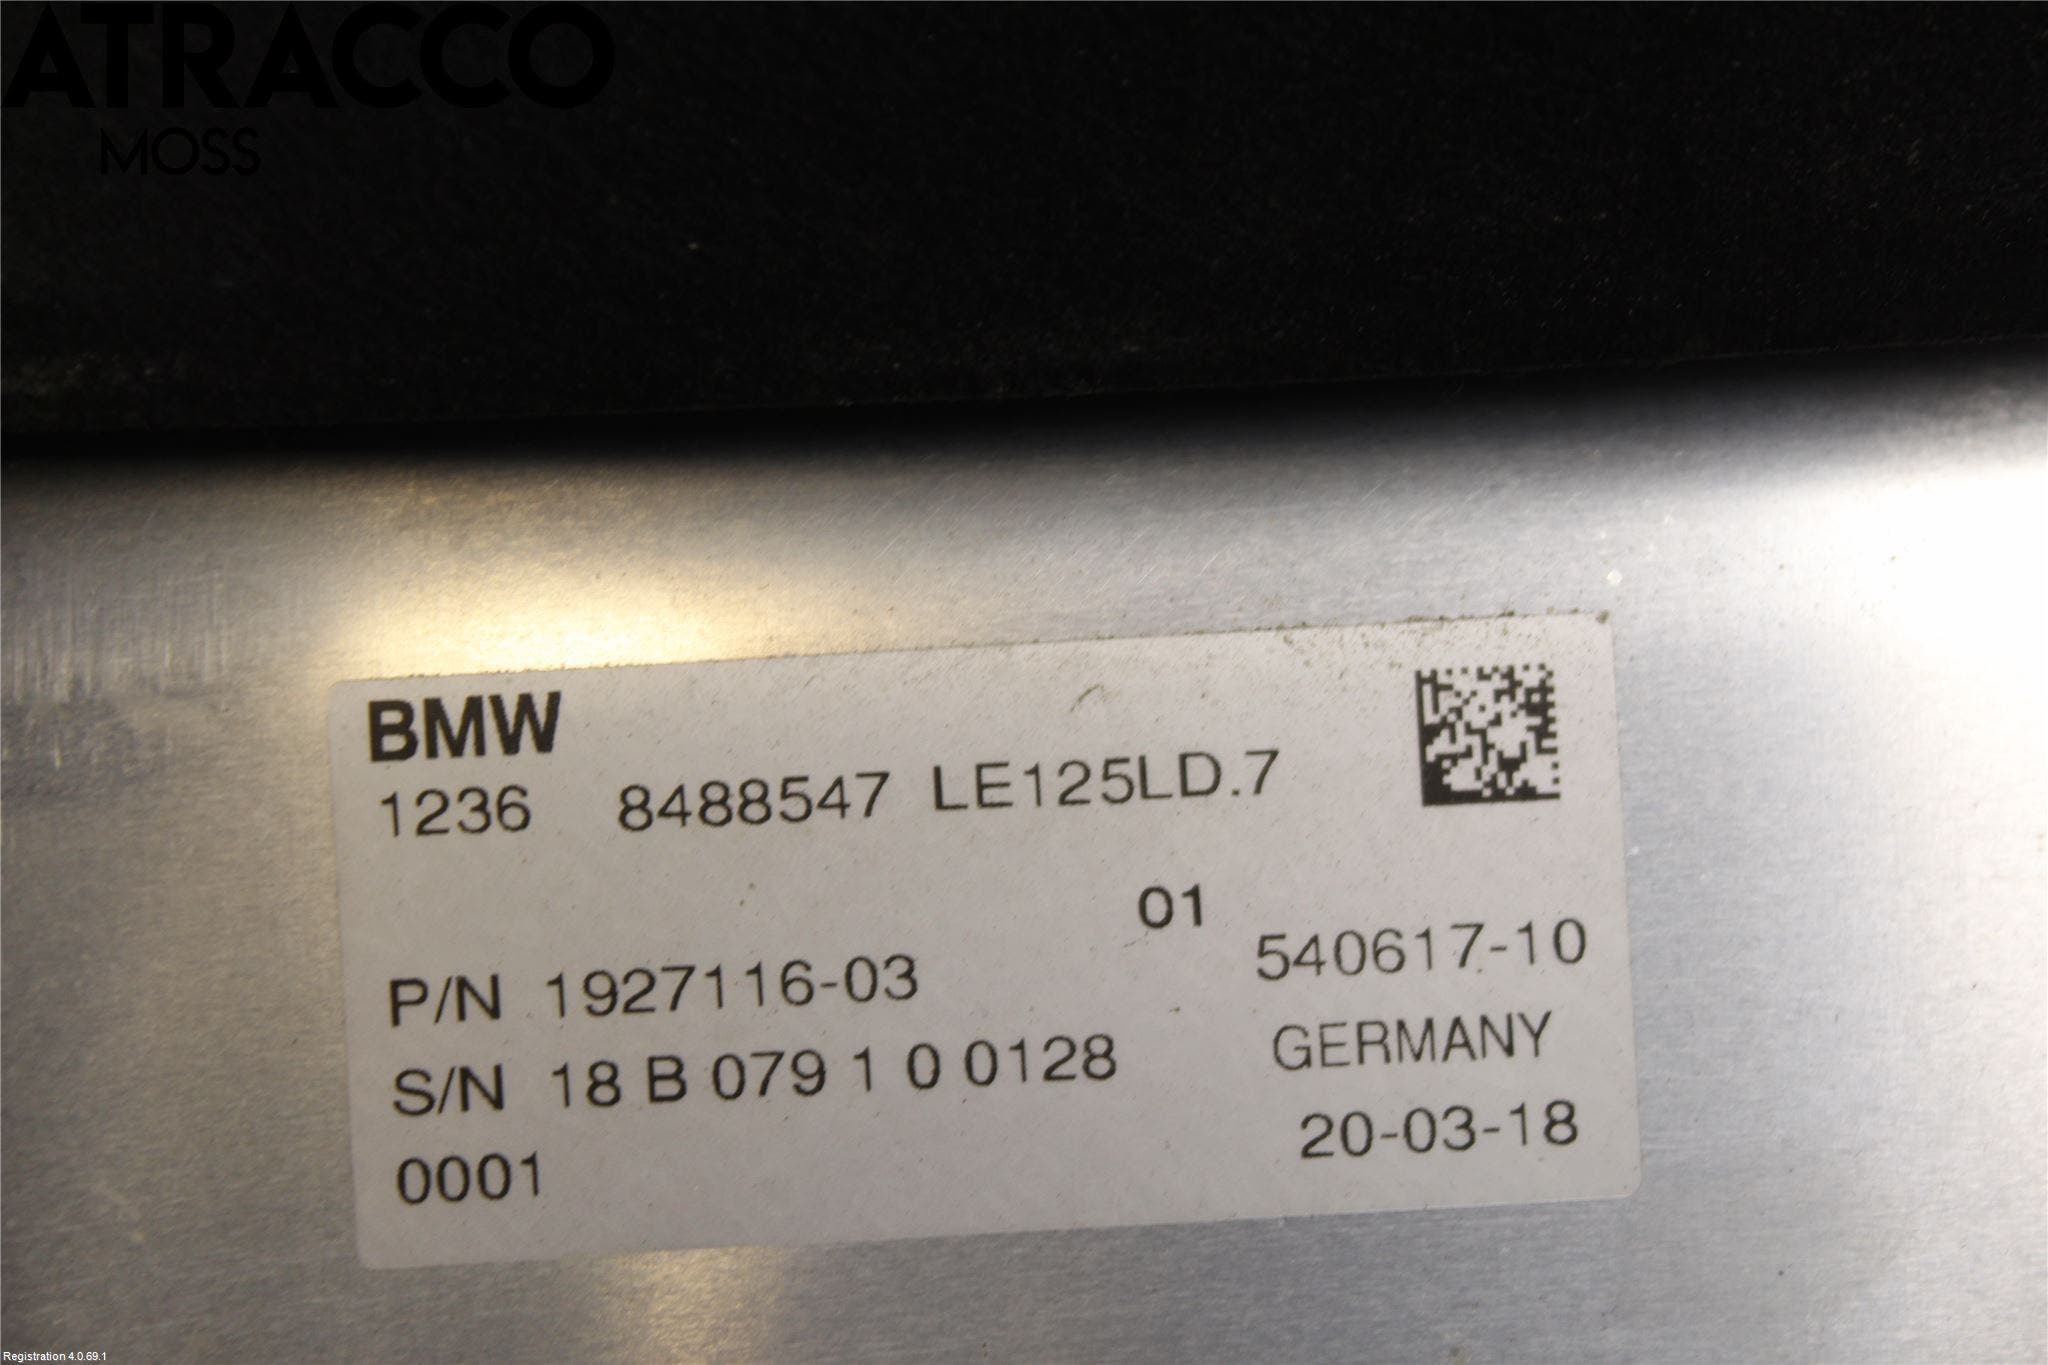 ATRACCO
MOSS
BMW
1236 8488547 LE125LD.7
01
P/N 1927116-03 540617-10
S/N 18 B 079 1 0 0128 GERMANY
0001 20-03-18
Registration 4.0.69.1